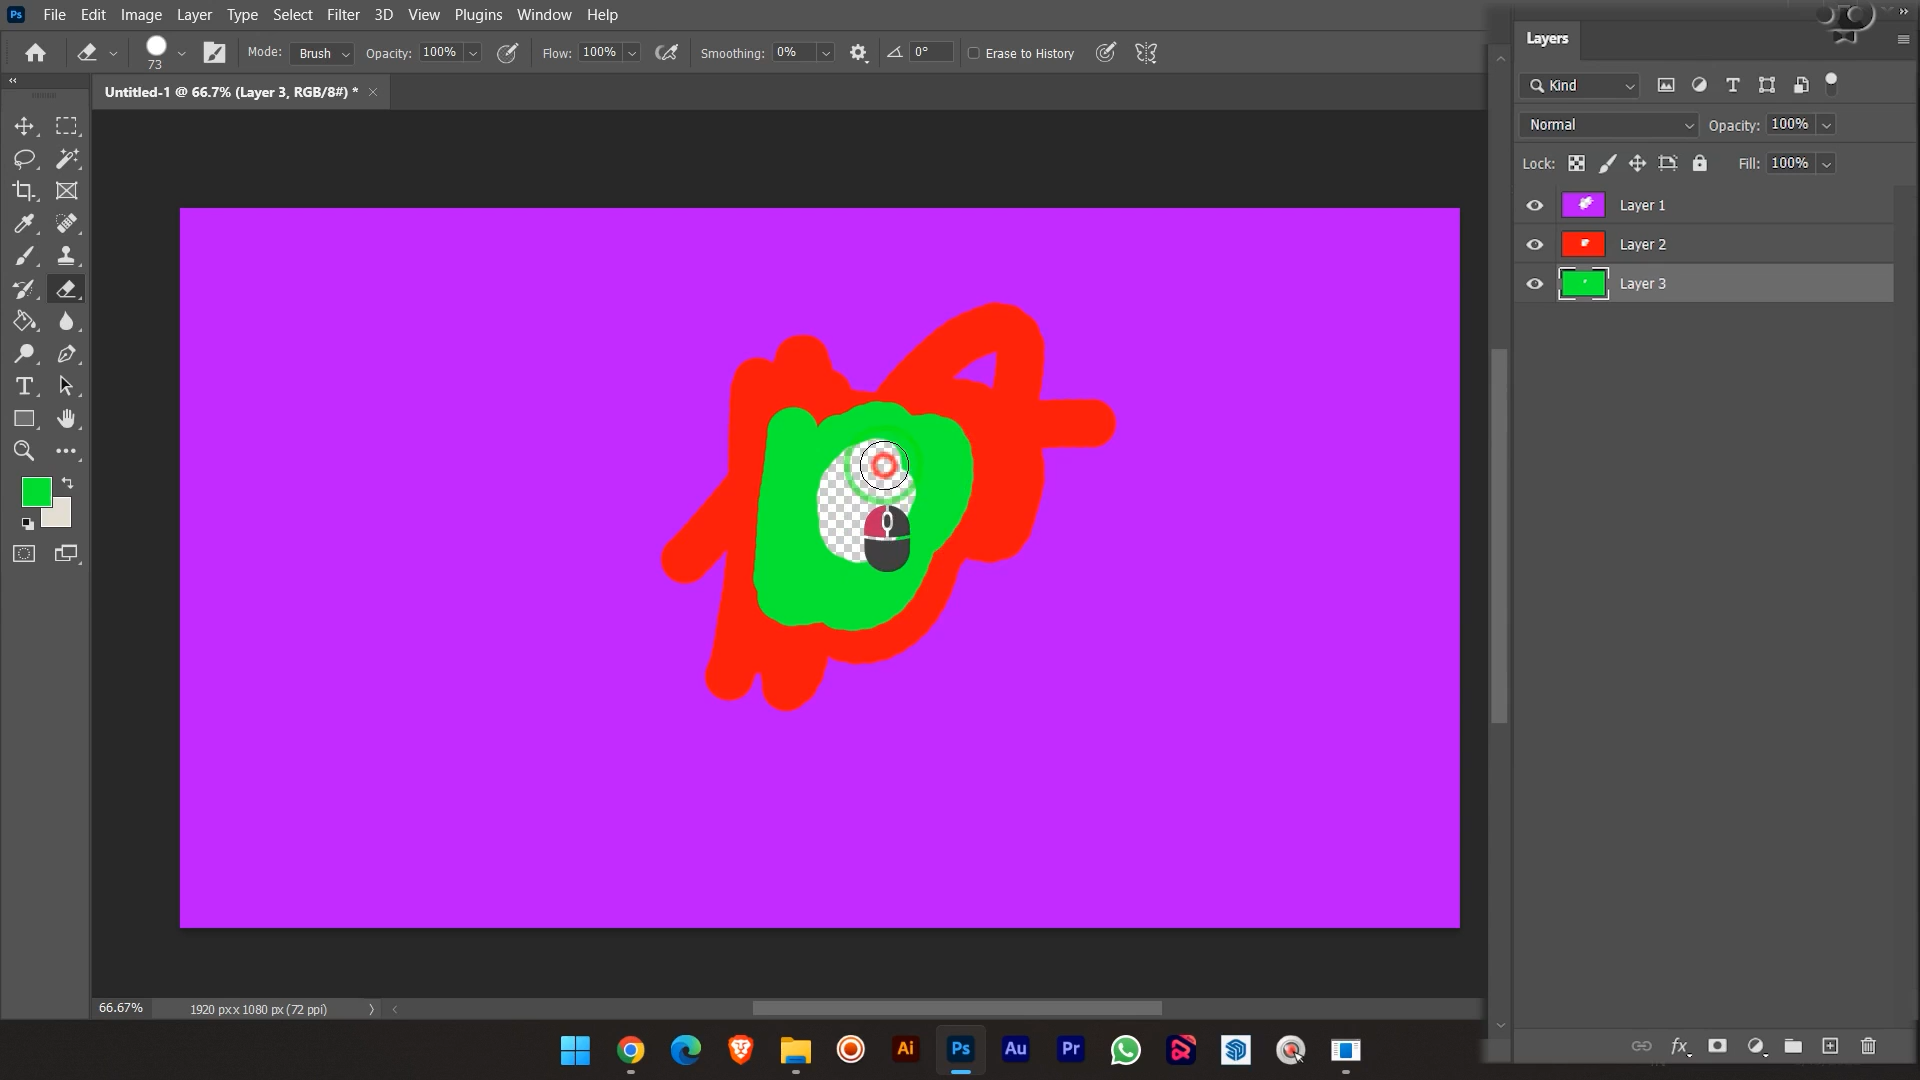 Ps File Edit Image Layer Type Select Filter 3D View Plugins Window Help
73 Mode: Brush Opacity: 100% Flow: 100% Smoothing: 0% 0° Erase to History
Untitled-1 @ 66.7% (Layer 3, RGB/8#) *
Layers
Kind
Normal Opacity: 100%
Lock: Fill: 100%
Layer 1
Layer 2
Layer 3
66.67% 1920 px x 1080 px (72 ppi)
fx
Ai Ps Au Pr